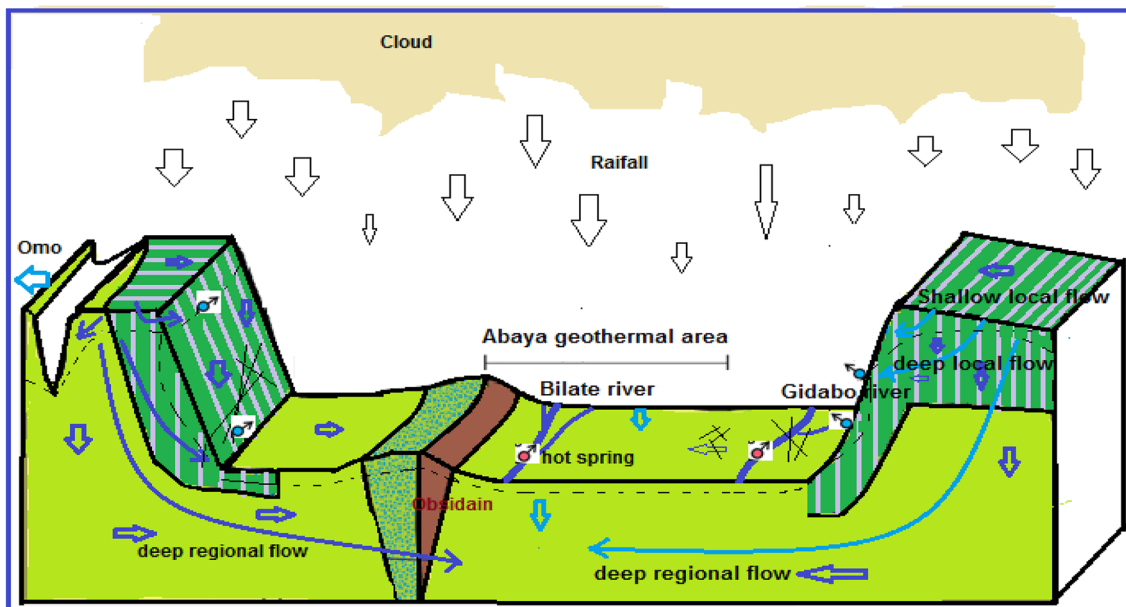 Cloud
Raifall
Omo
Shallow local flow
Abaya geothermal area
deep local flow
Bilate river
Gidabo river
hot spring
Obsidain
deep regional flow
deep regional flow